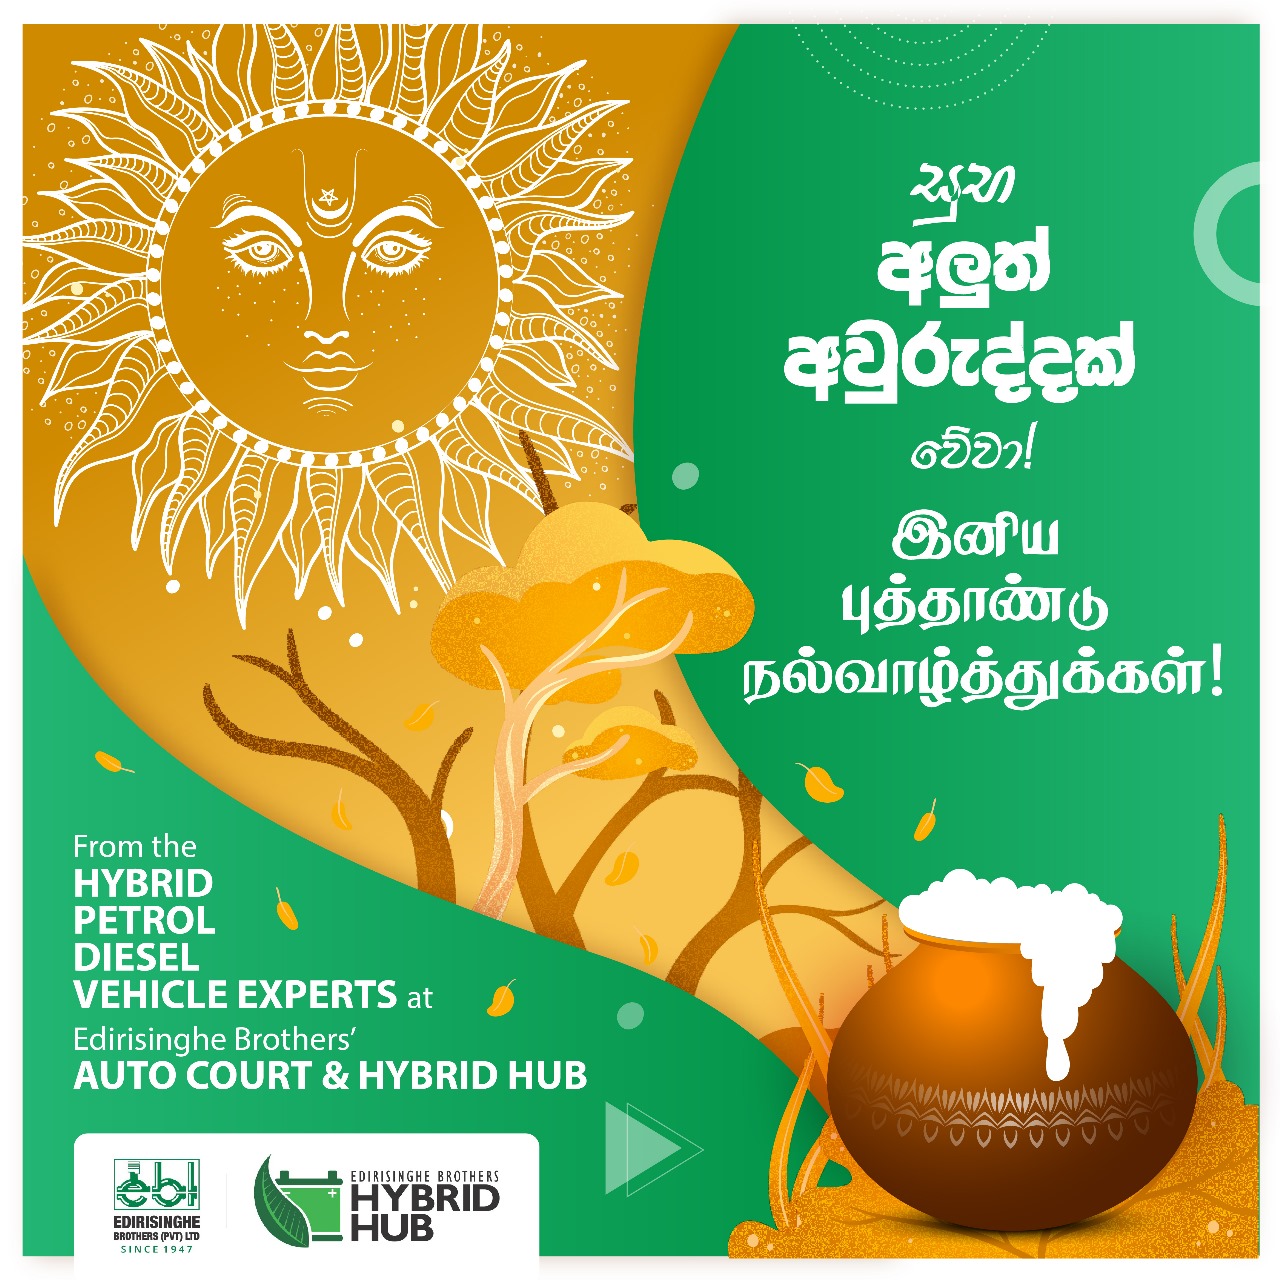 සුභ
අලුත්
අවුරුද්දක්
වේවා!
இனிய
புத்தாண்டு
நல்வாழ்த்துக்கள்!
From the
HYBRID
PETROL
DIESEL
VEHICLE EXPERTS at
Edirisinghe Brothers'
AUTO COURT & HYBRID HUB
ebl
EDIRISINGHE
BROTHERS (PVT) LTD
SINCE 1947
EDIRISINGHE BROTHERS
HYBRID
HUB